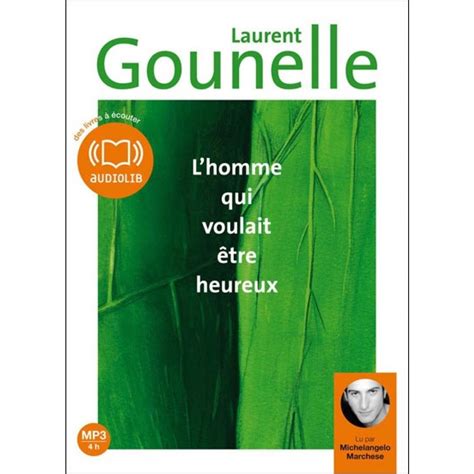 Laurent
Gounelle
des livres à écouter
AUDIOLIB
L'homme
qui
voulait
être
heureux
MP3
4 h
Lu par
Michelangelo
Marchese